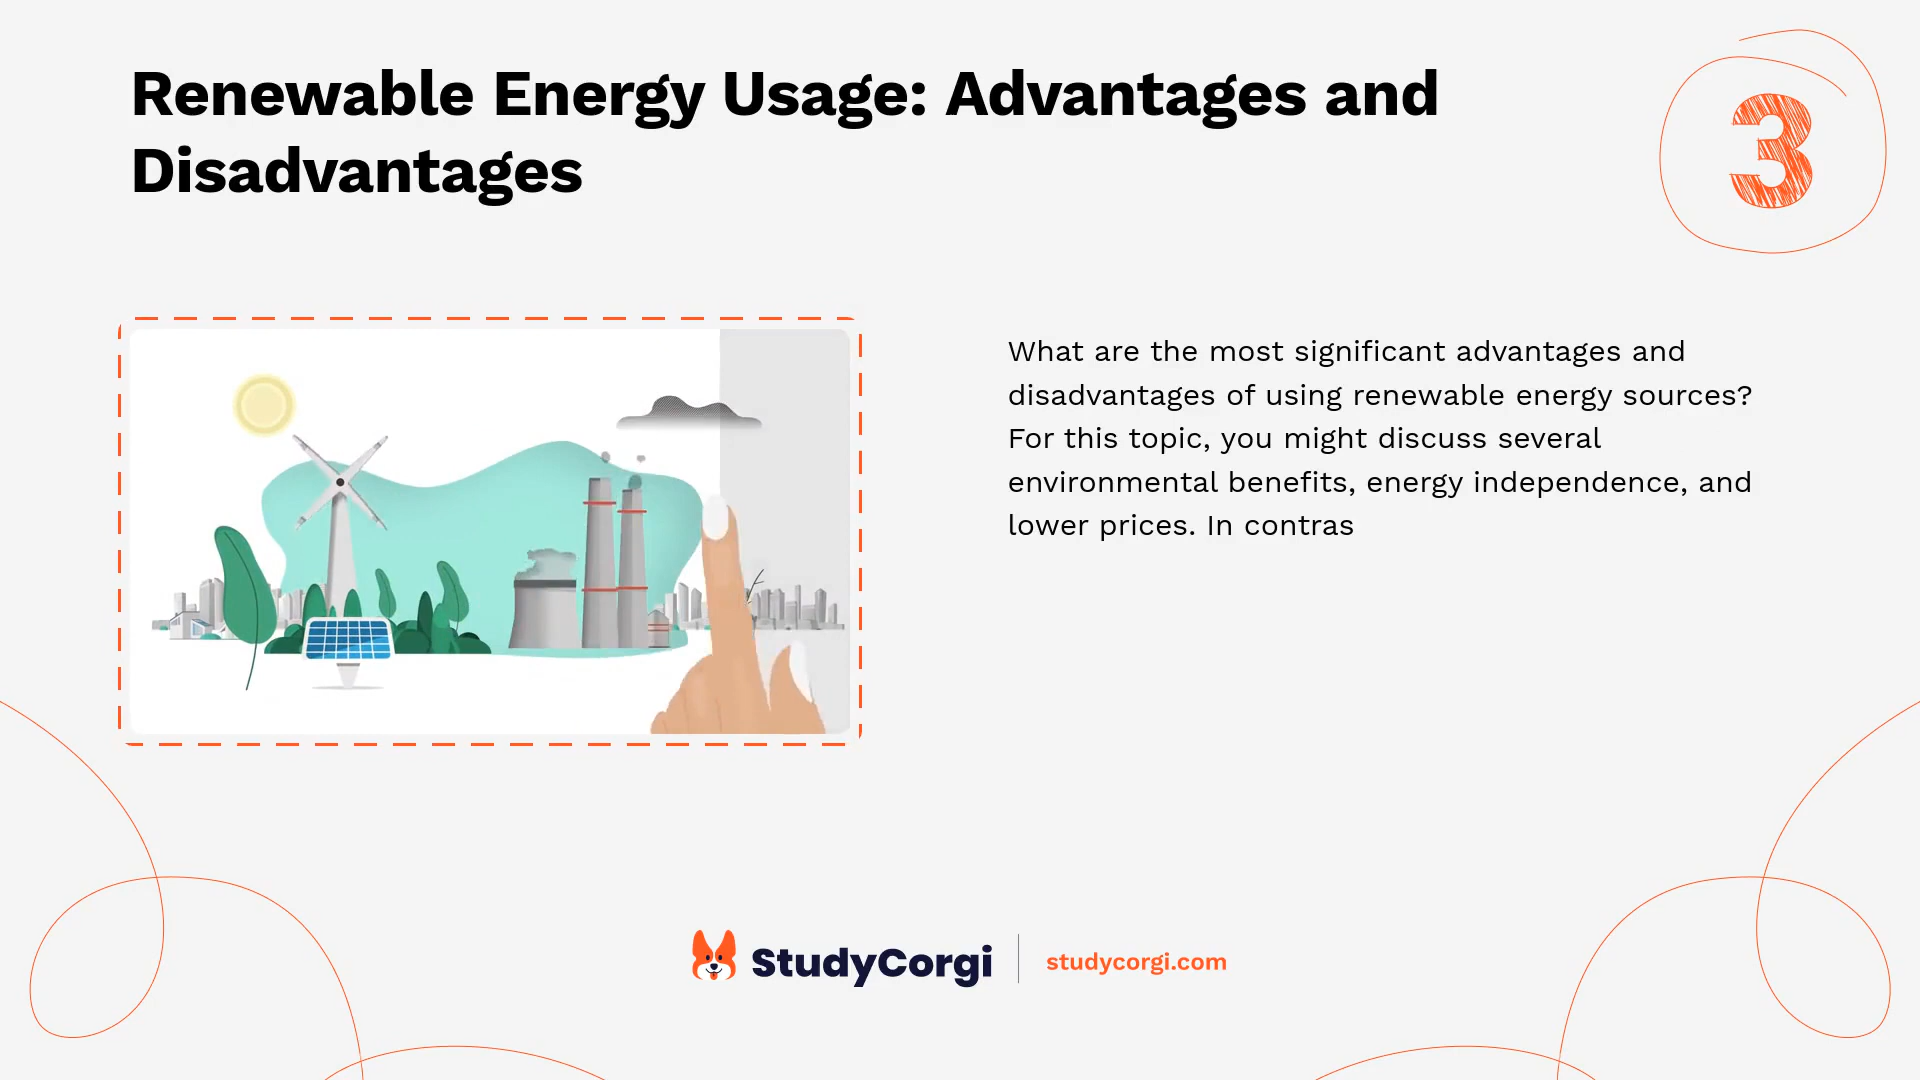 Renewable Energy Usage: Advantages and
Disadvantages
3
What are the most significant advantages and
disadvantages of using renewable energy sources?
For this topic, you might discuss several
environmental benefits, energy independence, and
lower prices. In contras
StudyCorgi
studycorgi.com